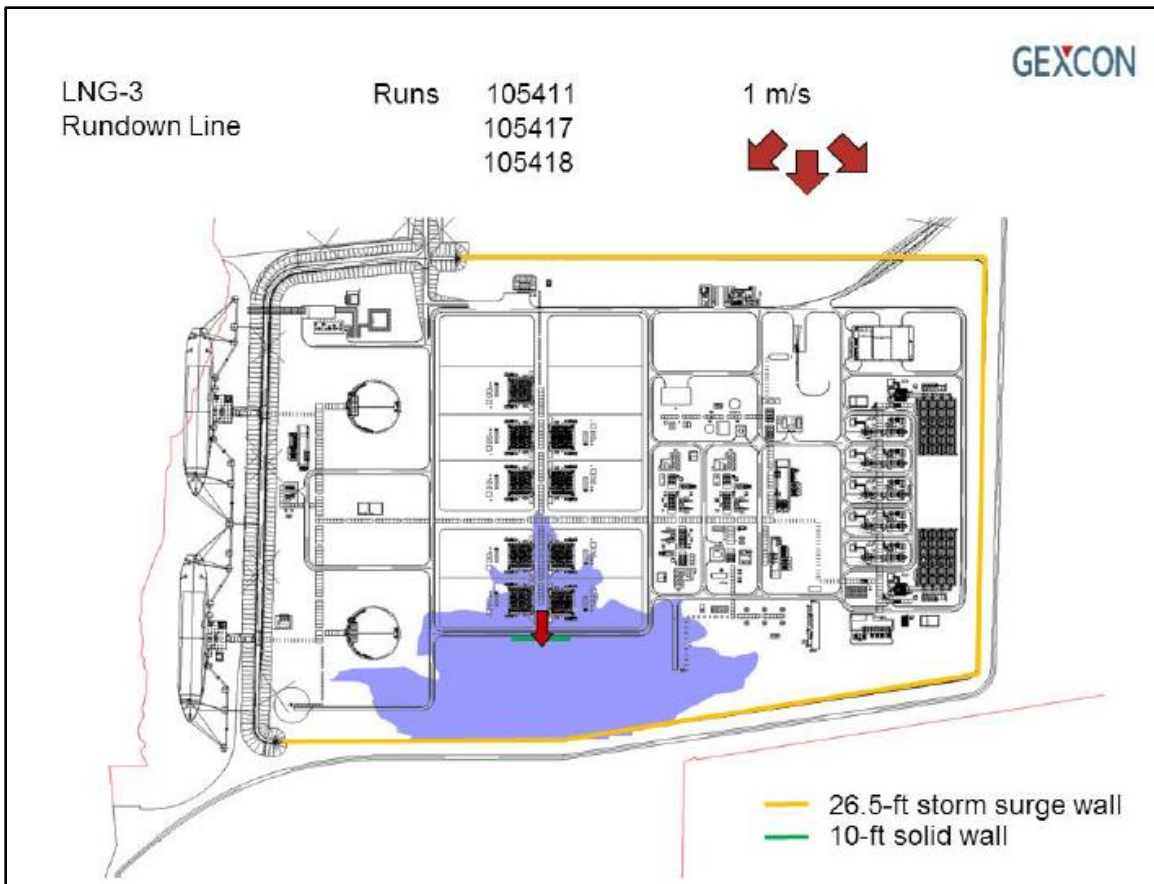 GEXCON
LNG-3 Runs 105411 1 m/s
Rundown Line 105417
105418
26.5-ft storm surge wall
10-ft solid wall